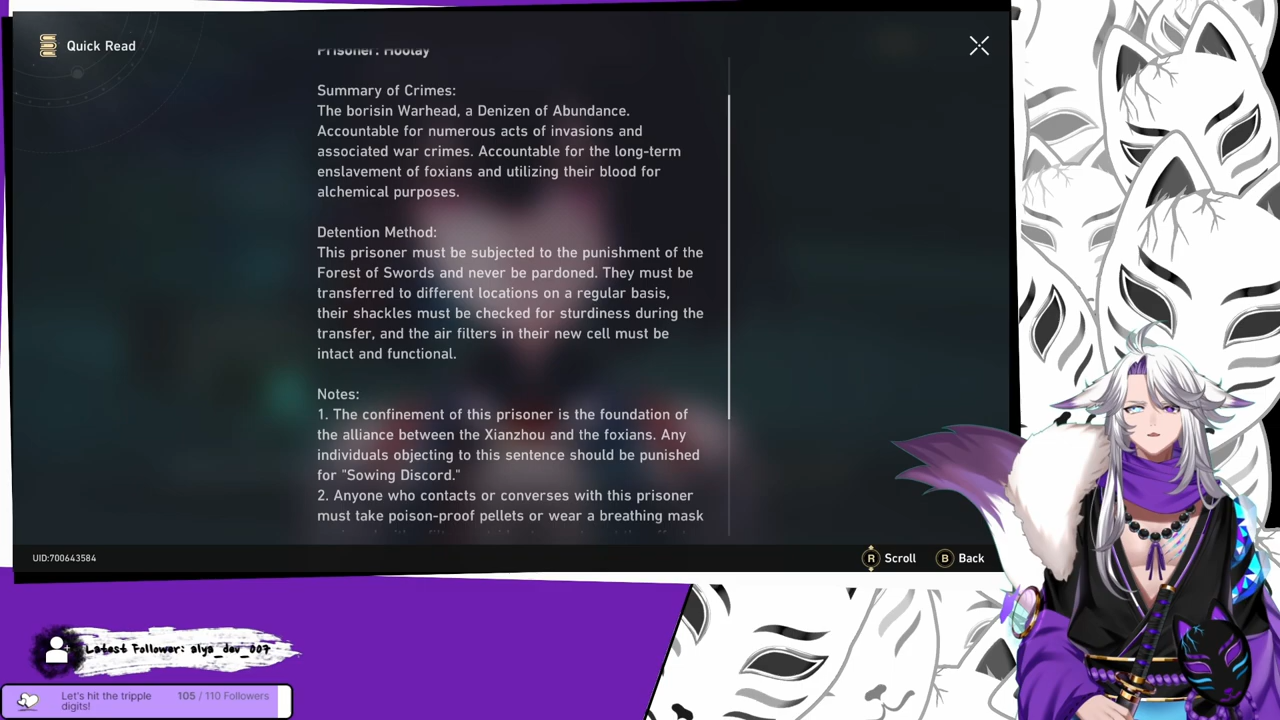 Quick Read
Prisoner: Hoolay
Summary of Crimes:
The borisin Warhead, a Denizen of Abundance.
Accountable for numerous acts of invasions and
associated war crimes. Accountable for the long-term
enslavement of foxians and utilizing their blood for
alchemical purposes.
Detention Method:
This prisoner must be subjected to the punishment of the
Forest of Swords and never be pardoned. They must be
transferred to different locations on a regular basis,
their shackles must be checked for sturdiness during the
transfer, and the air filters in their new cell must be
intact and functional.
Notes:
1. The confinement of this prisoner is the foundation of
the alliance between the Xianzhou and the foxians. Any
individuals objecting to this sentence should be punished
for "Sowing Discord."
2. Anyone who contacts or converses with this prisoner
must take poison-proof pellets or wear a breathing mask
UID:700643584
R Scroll
B Back
Latest Follower: alya_dev_007
Let's hit the tripple
digits!
105 / 110 Followers